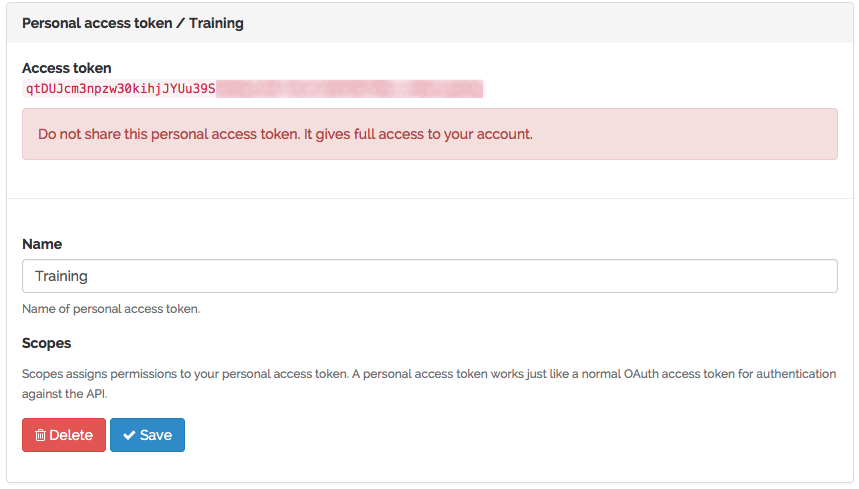 Personal access token / Training
Access token
qtDUJcm3npzw30kihjJYUu39S
Do not share this personal access token. It gives full access to your account.
Name
Training
Name of personal access token.
Scopes
Scopes assigns permissions to your personal access token. A personal access token works just like a normal OAuth access token for authentication
against the API.
Delete Save